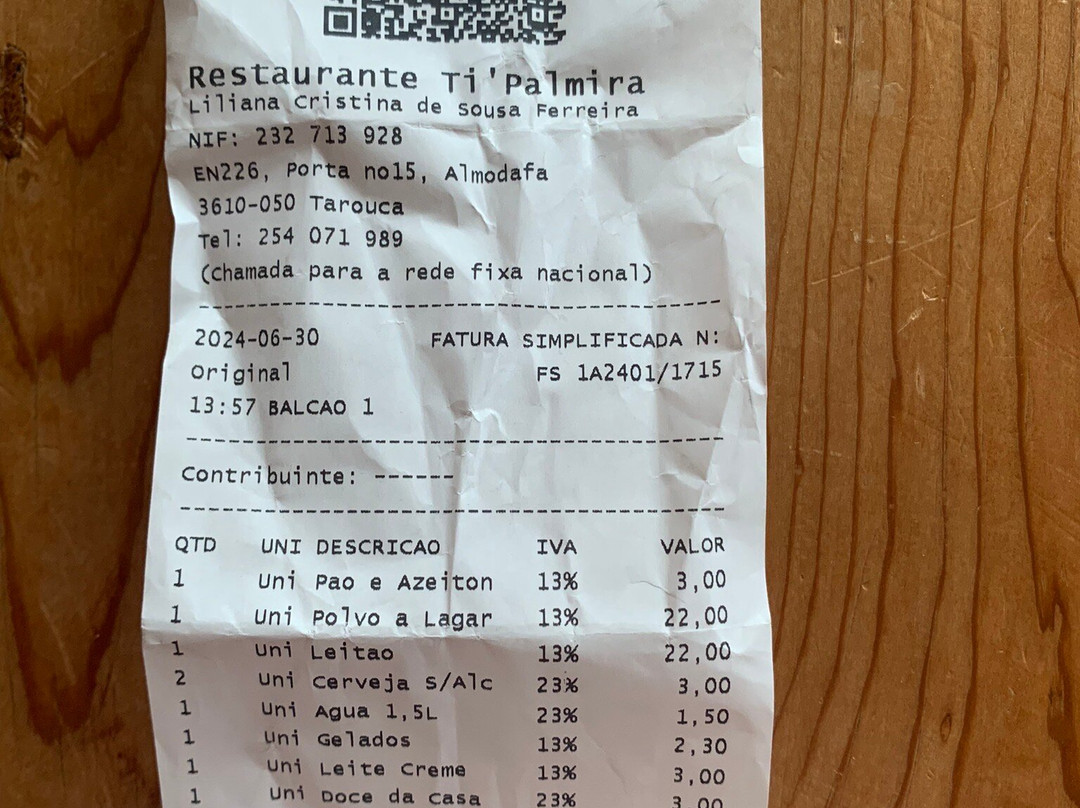 Restaurante Ti'Palmira
Liliana Cristina de Sousa Ferreira
NIF: 232 713 928
EN226, Porta no15, Almodafa
3610-050 Tarouca
Tel: 254 071 989
(chamada para a rede fixa nacional)
2024-06-30 FATURA SIMPLIFICADA N:
Original FS 1A2401/1715
13:57 BALCAO 1
Contribuinte: ------
QTD UNI DESCRICAO IVA VALOR
1 Uni Pao e Azeiton 13% 3,00
1 Uni Polvo a Lagar 13% 22,00
1 Uni Leitao 13% 22,00
2 Uni Cerveja S/Alc 23% 3,00
1 Uni Agua 1,5L 23% 1,50
1 Uni Gelados 13% 2,30
1 Uni Leite Creme 13% 3,00
1 Uni Doce da Casa 23% 3,00